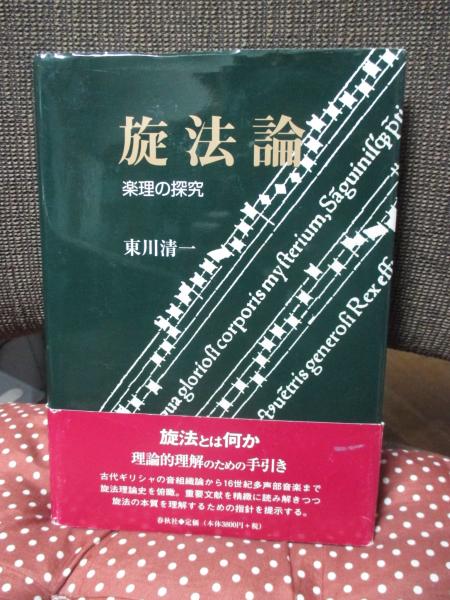 旋法論
楽理の探究
東川清一
gua gloriosi corporis mysterium, Sāguinisq̄ pri
fructris generosi Rex eff
旋法とは何か
理論的理解のための手引き
古代ギリシャの音組織論から16世紀多声部音楽まで
旋法理論史を俯瞰。重要文献を精緻に読み解きつつ
旋法の本質を理解するための指針を提示する。
春秋社◆定価(本体3800円+税)